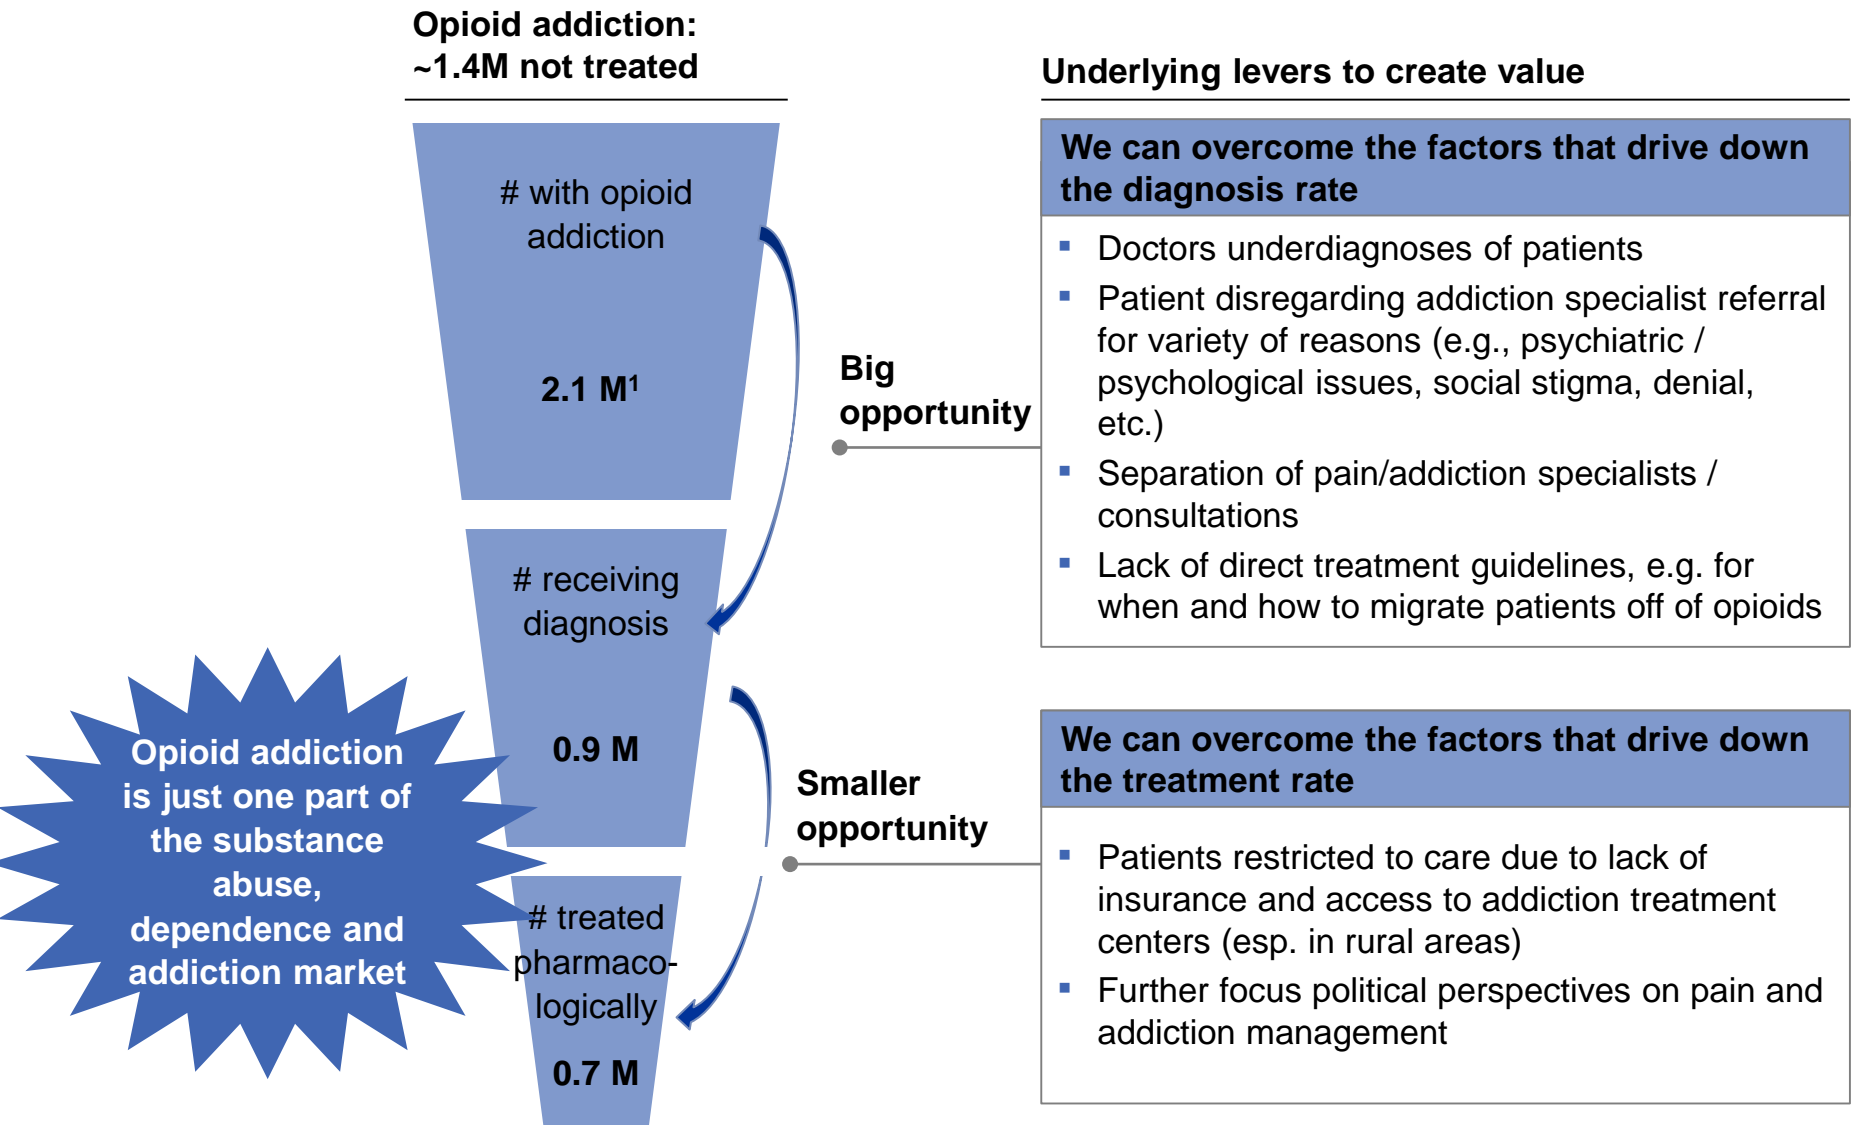 Opioid addiction:
~1.4M not treated
# with opioid
addiction
2.1 M¹
# receiving
diagnosis
0.9 M
# treated
pharmaco-
logically
0.7 M
Opioid addiction
is just one part of
the substance
abuse,
dependence and
addiction market
Big
opportunity
Smaller
opportunity
Underlying levers to create value
We can overcome the factors that drive down
the diagnosis rate
▪ Doctors underdiagnoses of patients
▪ Patient disregarding addiction specialist referral
for variety of reasons (e.g., psychiatric /
psychological issues, social stigma, denial,
etc.)
▪ Separation of pain/addiction specialists /
consultations
▪ Lack of direct treatment guidelines, e.g. for
when and how to migrate patients off of opioids
We can overcome the factors that drive down
the treatment rate
▪ Patients restricted to care due to lack of
insurance and access to addiction treatment
centers (esp. in rural areas)
▪ Further focus political perspectives on pain and
addiction management